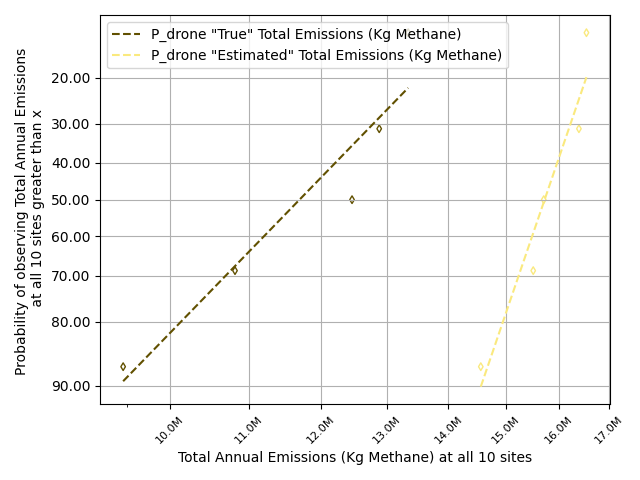 P_drone "True" Total Emissions (Kg Methane)
P_drone "Estimated" Total Emissions (Kg Methane)
Probability of observing Total Annual Emissions
at all 10 sites greater than x
20.00
30.00
40.00
50.00
60.00
70.00
80.00
90.00
10.0M
11.0M
12.0M
13.0M
14.0M
15.0M
16.0M
17.0M
Total Annual Emissions (Kg Methane) at all 10 sites